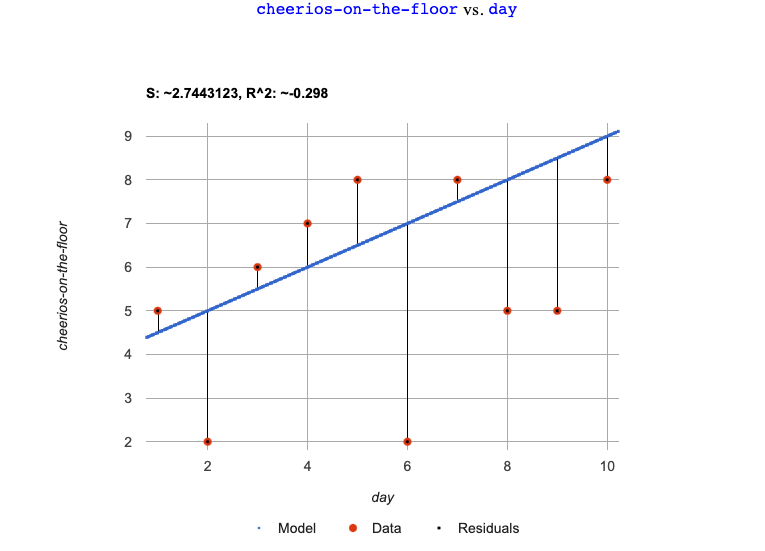 cheerios-on-the-floor vs. day
S: ~2.7443123, R^2: ~-0.298
cheerios-on-the-floor
9
8
7
6
5
4
3
2
2 4 6 8 10
day
Model Data Residuals